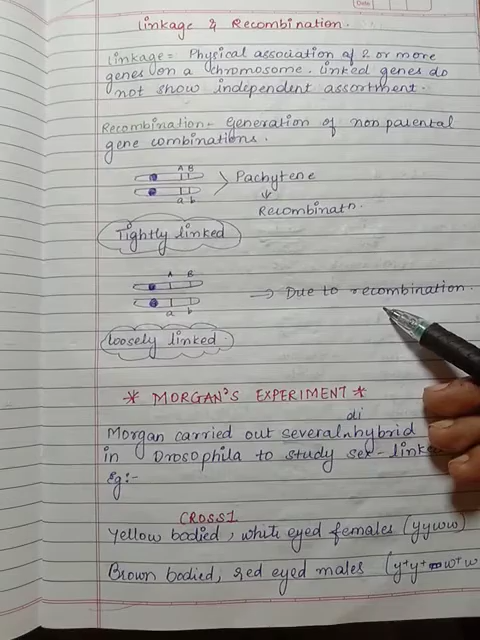 Date
Linkage & Recombination.
Linkage = Physical association of 2 or more
genes on a chromosome. Linked genes do
not show independent assortment.
Recombination - Generation of non parental
gene combinations.
A B
a b
Pachytene
Recombinatn.
Tightly linked
A B
a b
→ Due to recombination.
loosely linked.
* MORGAN'S EXPERIMENT *
di
Morgan carried out several hybrid
in Drosophila to study sex-linke
Eg:-
CROSS1
Yellow bodied, white eyed females (yyww)
Brown bodied, red eyed males (y+y+ w+w